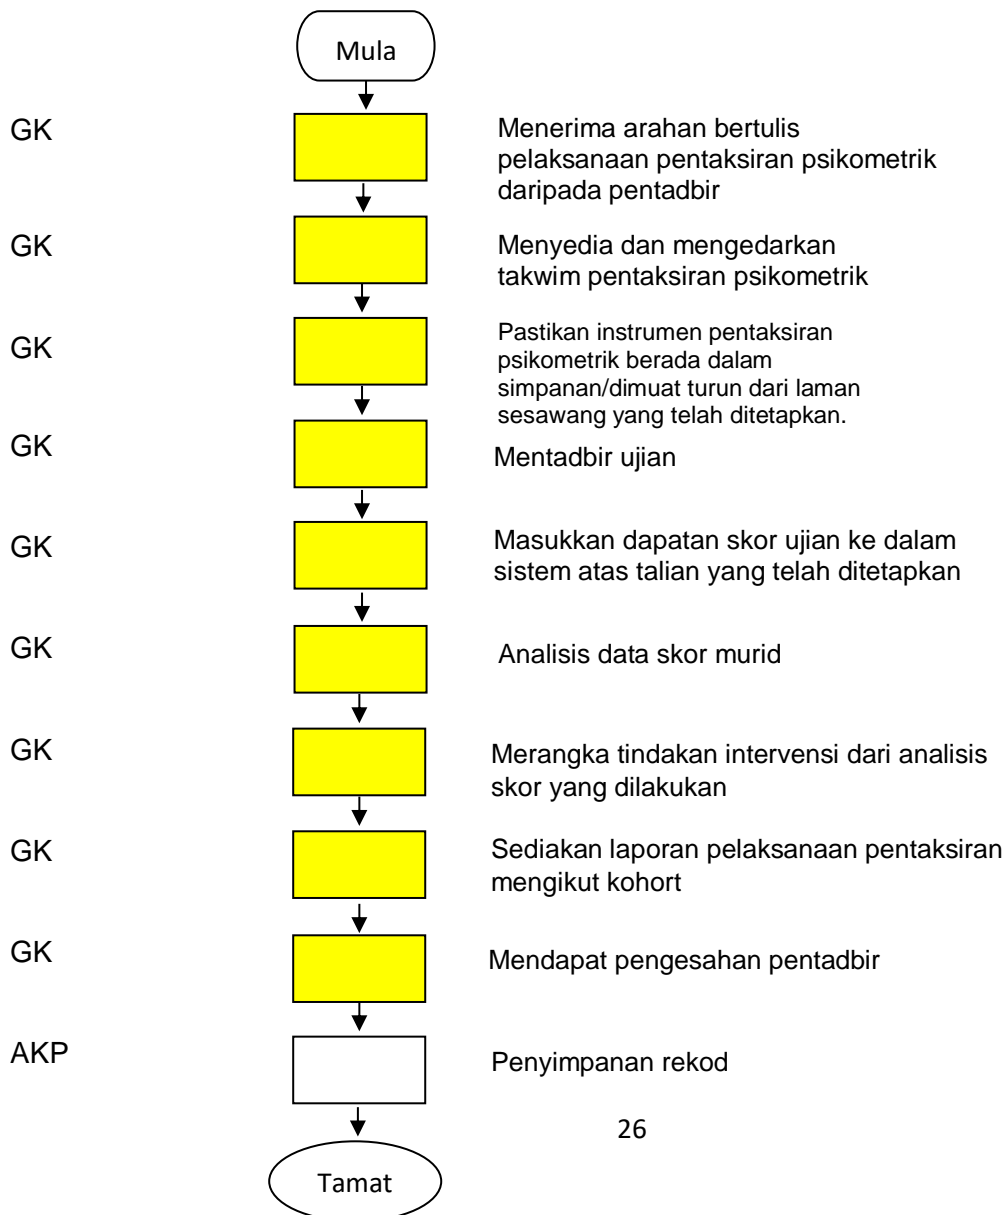 Mula
GK
Menerima arahan bertulis
pelaksanaan pentaksiran psikometrik
daripada pentadbir
GK
Menyedia dan mengedarkan
takwim pentaksiran psikometrik
GK
Pastikan instrumen pentaksiran
psikometrik berada dalam
simpanan/dimuat turun dari laman
sesawang yang telah ditetapkan.
GK
Mentadbir ujian
GK
Masukkan dapatan skor ujian ke dalam
sistem atas talian yang telah ditetapkan
GK
Analisis data skor murid
GK
Merangka tindakan intervensi dari analisis
skor yang dilakukan
GK
Sediakan laporan pelaksanaan pentaksiran
mengikut kohort
GK
Mendapat pengesahan pentadbir
AKP
Penyimpanan rekod
26
Tamat